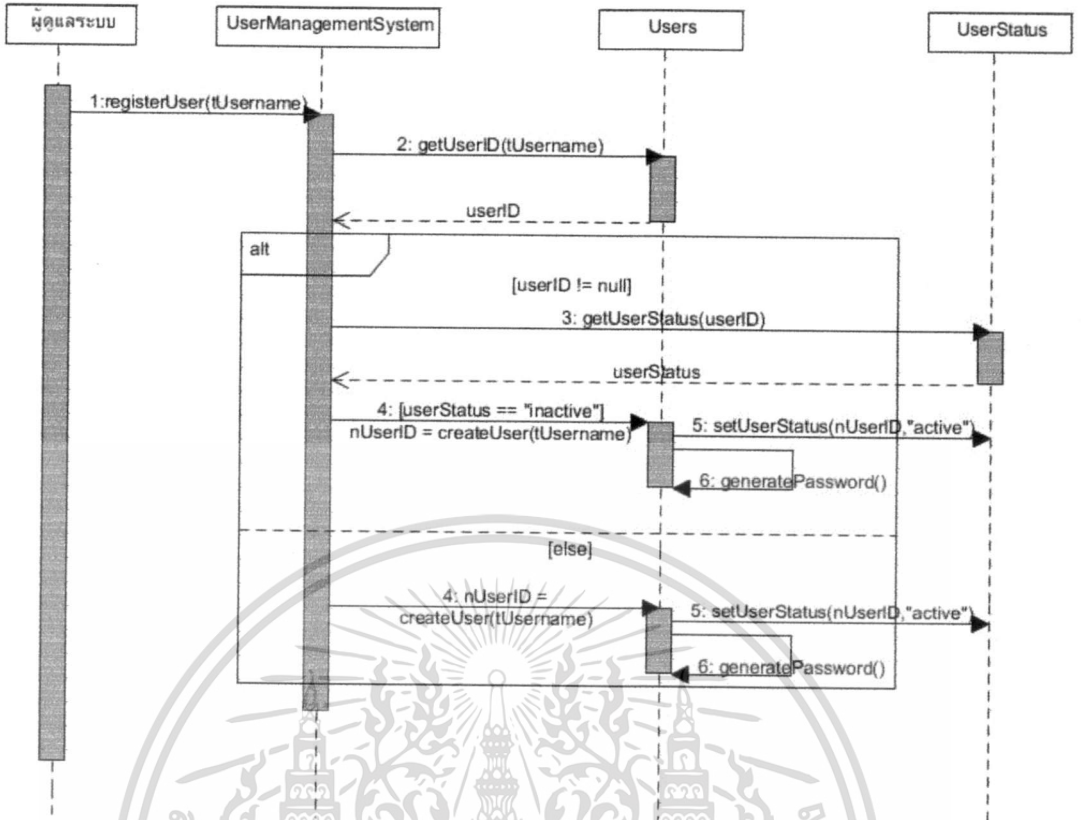 ผู้ดูแลระบบ
UserManagementSystem
Users
UserStatus
1:registerUser(tUsername)
2: getUserID(tUsername)
userID
alt
[userID != null]
3: getUserStatus(userID)
userStatus
4: [userStatus == "inactive"]
nUserID = createUser(tUsername)
5: setUserStatus(nUserID,"active")
6: generatePassword()
[else]
4: nUserID =
createUser(tUsername)
5: setUserStatus(nUserID,"active")
6: generatePassword()